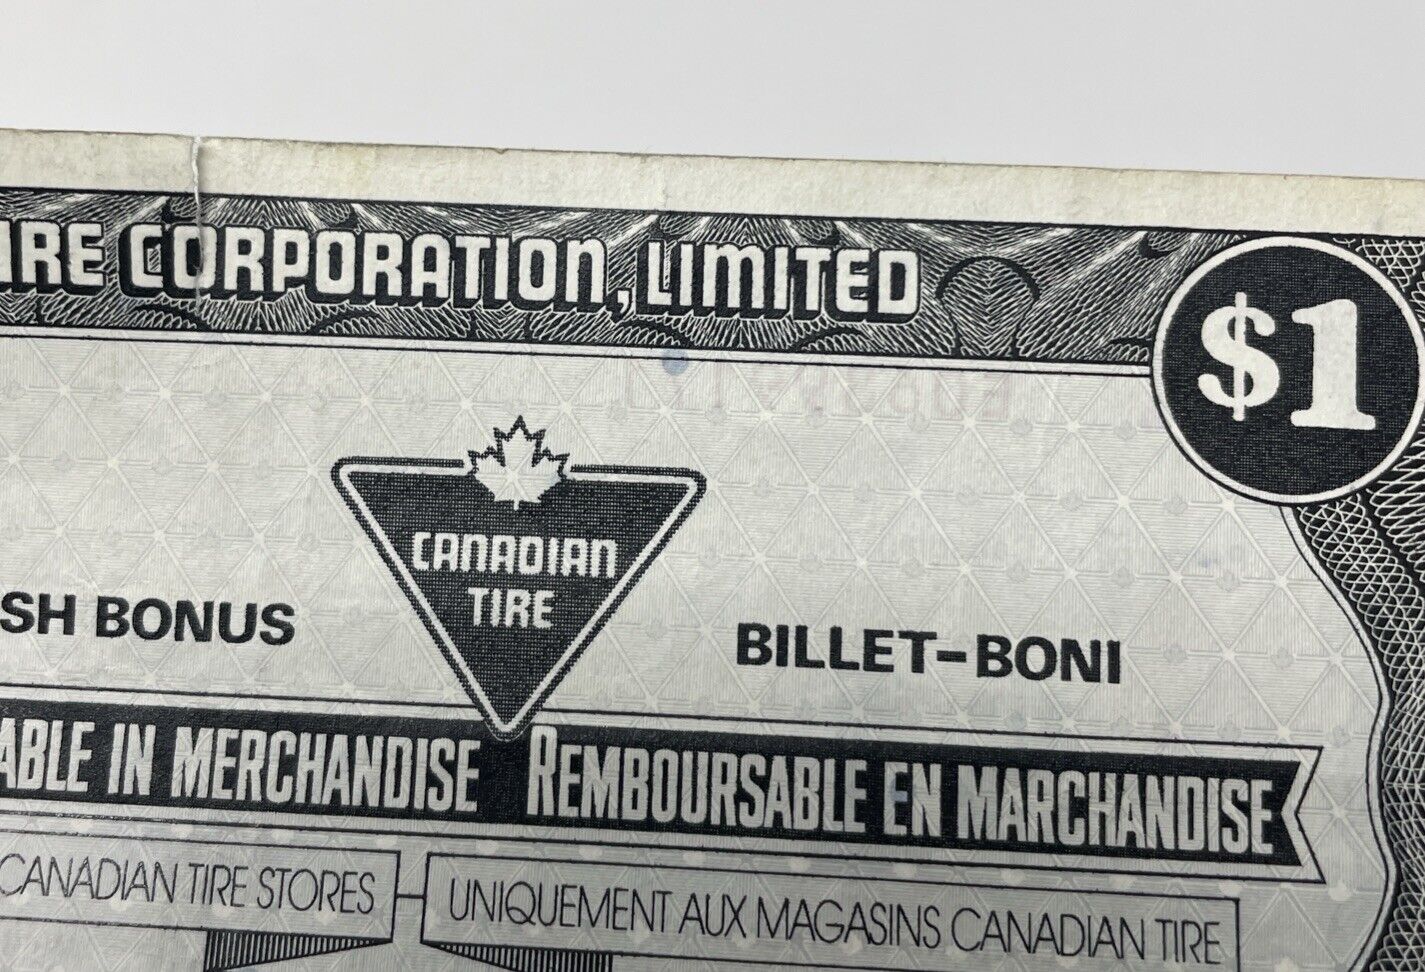 IRE CORPORATION, LIMITED
$1
CANADIAN
TIRE
SH BONUS
BILLET-BONI
ABLE IN MERCHANDISE REMBOURSABLE EN MARCHANDISE
CANADIAN TIRE STORES
UNIQUEMENT AUX MAGASINS CANADIAN TIRE